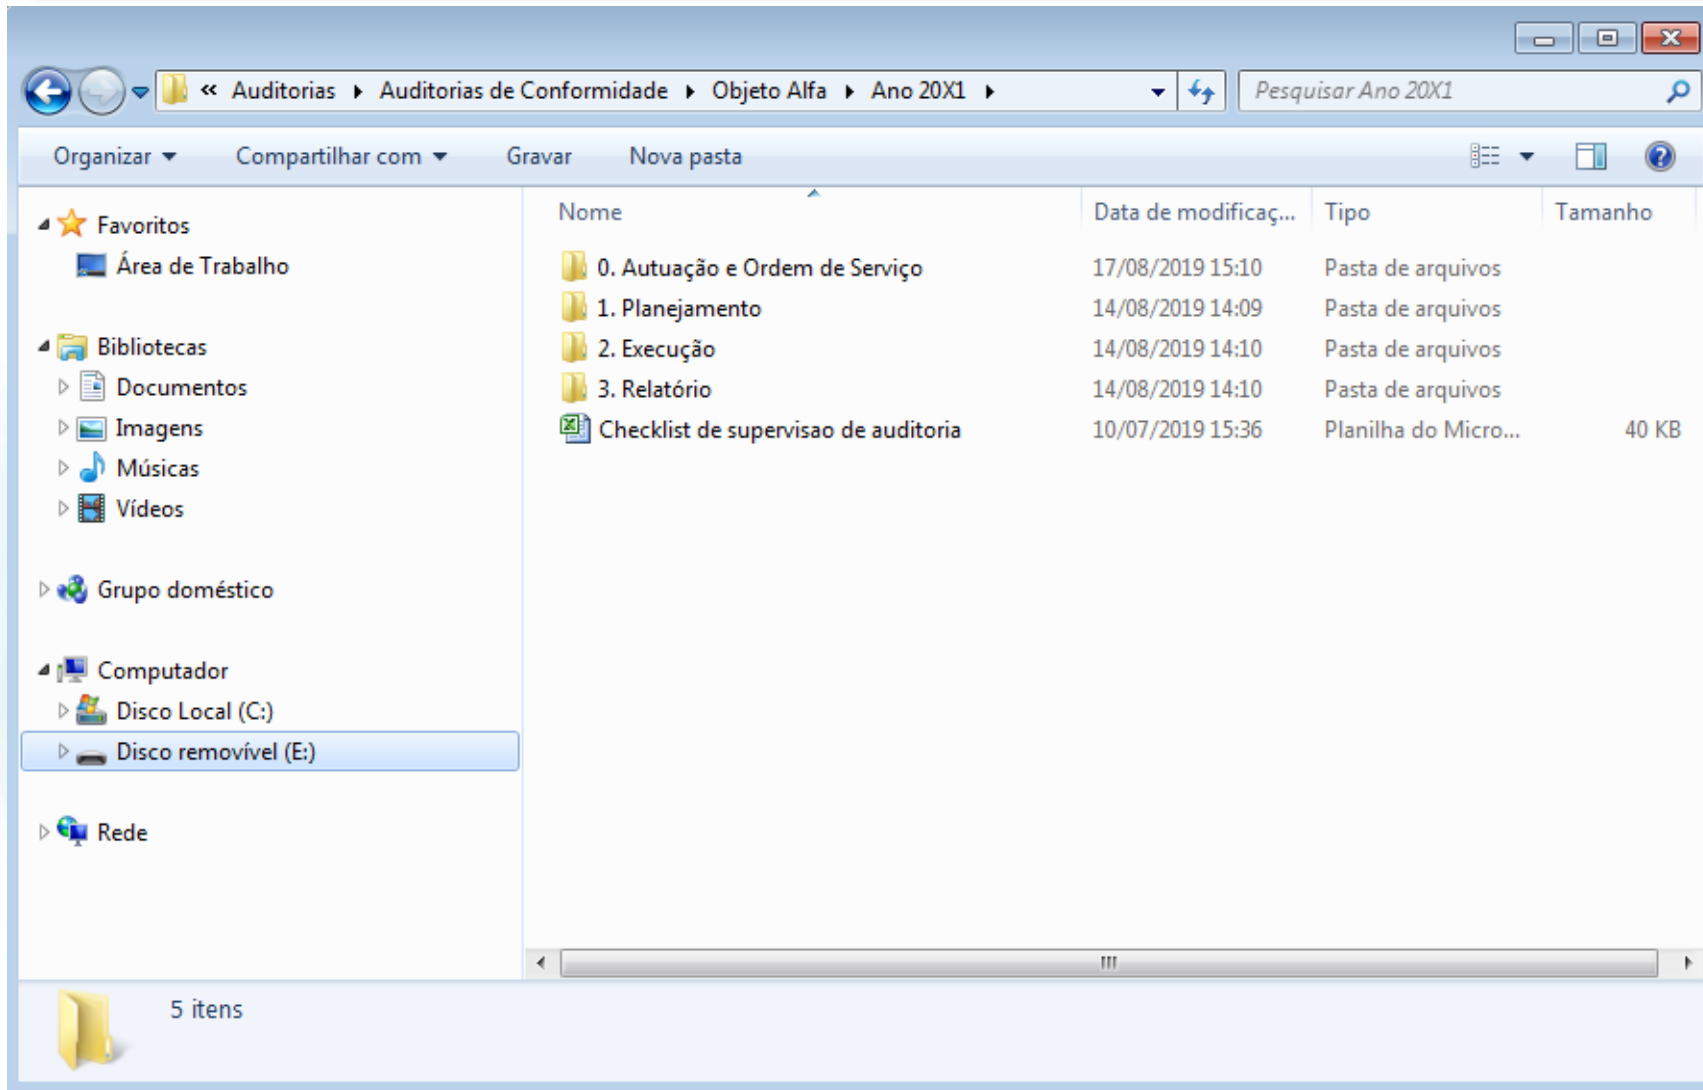 « Auditorias ▸ Auditorias de Conformidade ▸ Objeto Alfa ▸ Ano 20X1 ▸
Pesquisar Ano 20X1
Organizar Compartilhar com Gravar Nova pasta
Favoritos
Área de Trabalho
Bibliotecas
Documentos
Imagens
Músicas
Vídeos
Grupo doméstico
Computador
Disco Local (C:)
Disco removível (E:)
Rede
Nome Data de modificaç... Tipo Tamanho
0. Autuação e Ordem de Serviço 17/08/2019 15:10 Pasta de arquivos
1. Planejamento 14/08/2019 14:09 Pasta de arquivos
2. Execução 14/08/2019 14:10 Pasta de arquivos
3. Relatório 14/08/2019 14:10 Pasta de arquivos
Checklist de supervisao de auditoria 10/07/2019 15:36 Planilha do Micro... 40 KB
5 itens